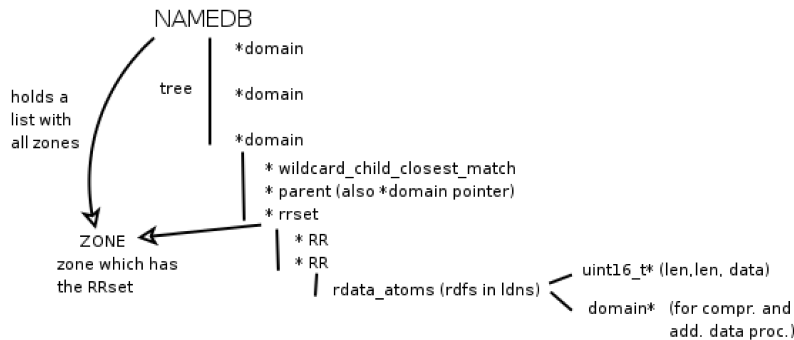 NAMEDB
*domain
tree
*domain
holds a
list with
all zones
*domain
* wildcard_child_closest_match
* parent (also *domain pointer)
* rrset
ZONE
zone which has
the RRset
* RR
* RR
rdata_atoms (rdfs in ldns)
uint16_t* (len,len, data)
domain* (for compr. and
add. data proc.)